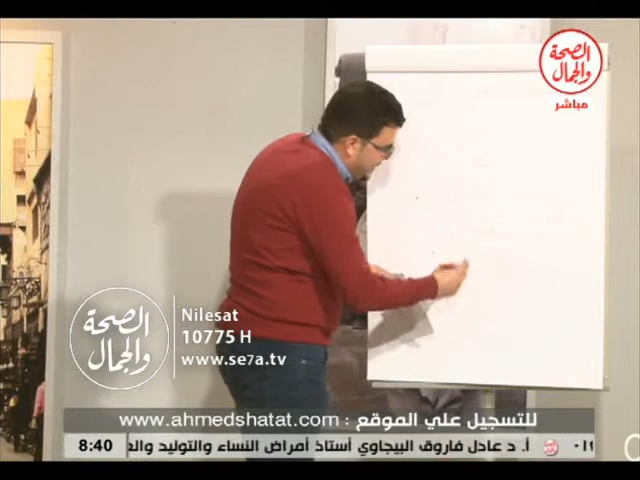 الصحة
والجمال
مباشر
الصحة
والجمال
Nilesat
10775 H
www.se7a.tv
للتسجيل علي الموقع : www.ahmedshatat.com
أ. د عادل فاروق البيجاوي أستاذ أمراض النساء والتوليد والع
8:40